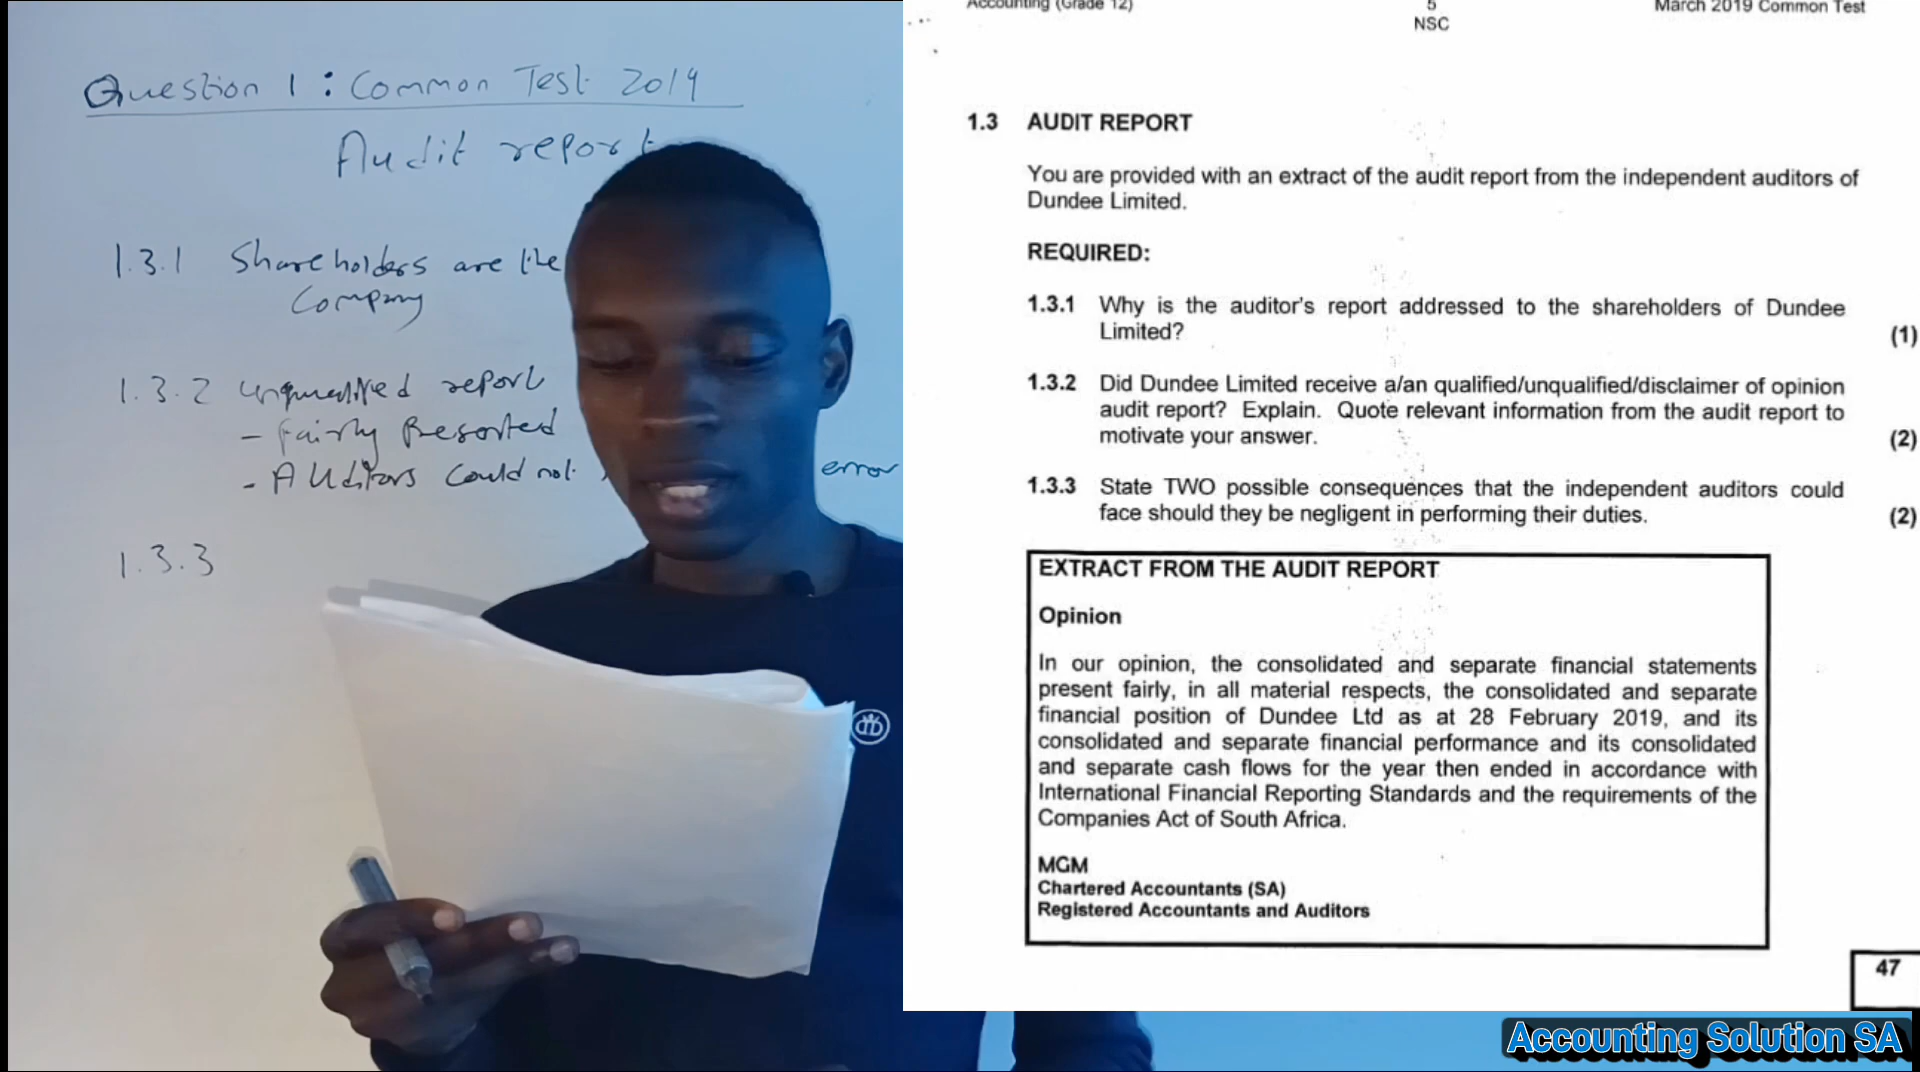 Question 1 : Common Test 2019
Audit report
1.3.1 Shareholders are the
Company
1.3.2 unqualified report
- Fairly Presented
- Auditors could not
error
1.3.3
Accounting (Grade 12)
5
March 2019 Common Test
NSC
1.3 AUDIT REPORT
You are provided with an extract of the audit report from the independent auditors of
Dundee Limited.
REQUIRED:
1.3.1 Why is the auditor's report addressed to the shareholders of Dundee
Limited?
(1)
1.3.2 Did Dundee Limited receive a/an qualified/unqualified/disclaimer of opinion
audit report? Explain. Quote relevant information from the audit report to
motivate your answer.
(2)
1.3.3 State TWO possible consequences that the independent auditors could
face should they be negligent in performing their duties.
(2)
EXTRACT FROM THE AUDIT REPORT
Opinion
In our opinion, the consolidated and separate financial statements
present fairly, in all material respects, the consolidated and separate
financial position of Dundee Ltd as at 28 February 2019, and its
consolidated and separate financial performance and its consolidated
and separate cash flows for the year then ended in accordance with
International Financial Reporting Standards and the requirements of the
Companies Act of South Africa.
MGM
Chartered Accountants (SA)
Registered Accountants and Auditors
47
Accounting Solution SA